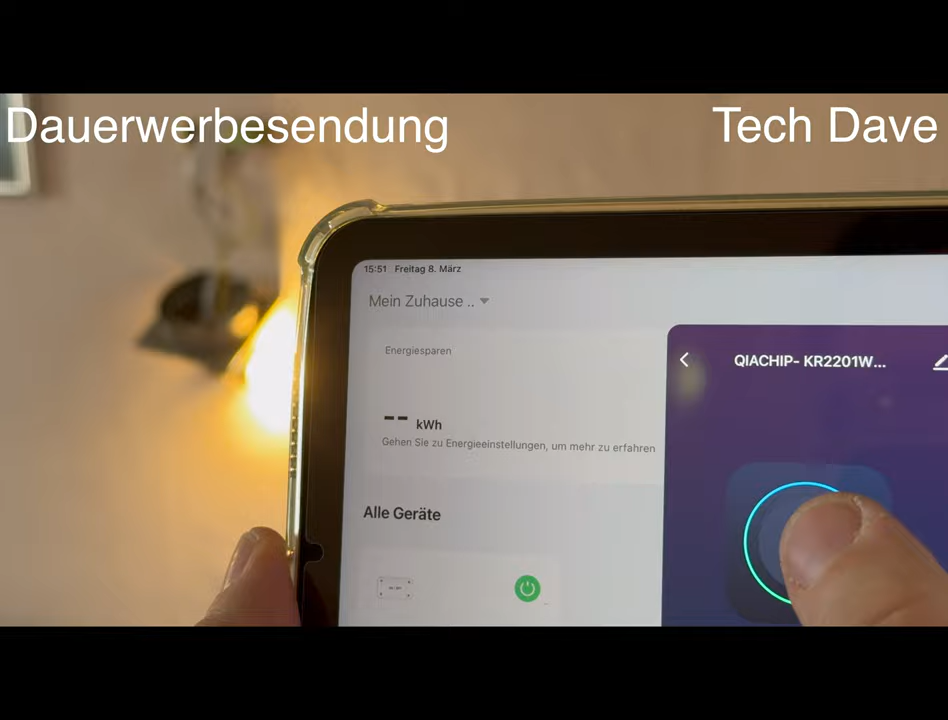 Dauerwerbesendung
Tech Dave
15:51 Freitag 8. März
Mein Zuhause ..
Energiesparen
-- kWh
Gehen Sie zu Energieeinstellungen, um mehr zu erfahren
Alle Geräte
QIACHIP- KR2201W...